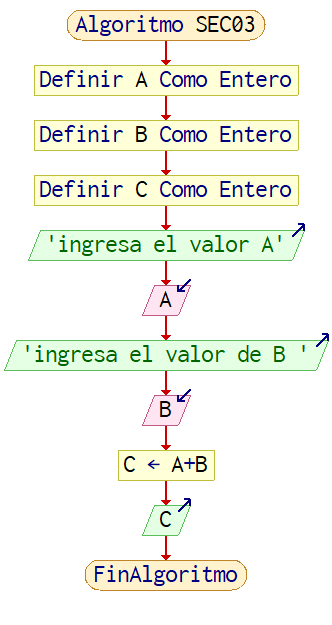 Algoritmo SEC03
Definir A Como Entero
Definir B Como Entero
Definir C Como Entero
'ingresa el valor A'
A
'ingresa el valor de B '
B
C ← A+B
C
FinAlgoritmo